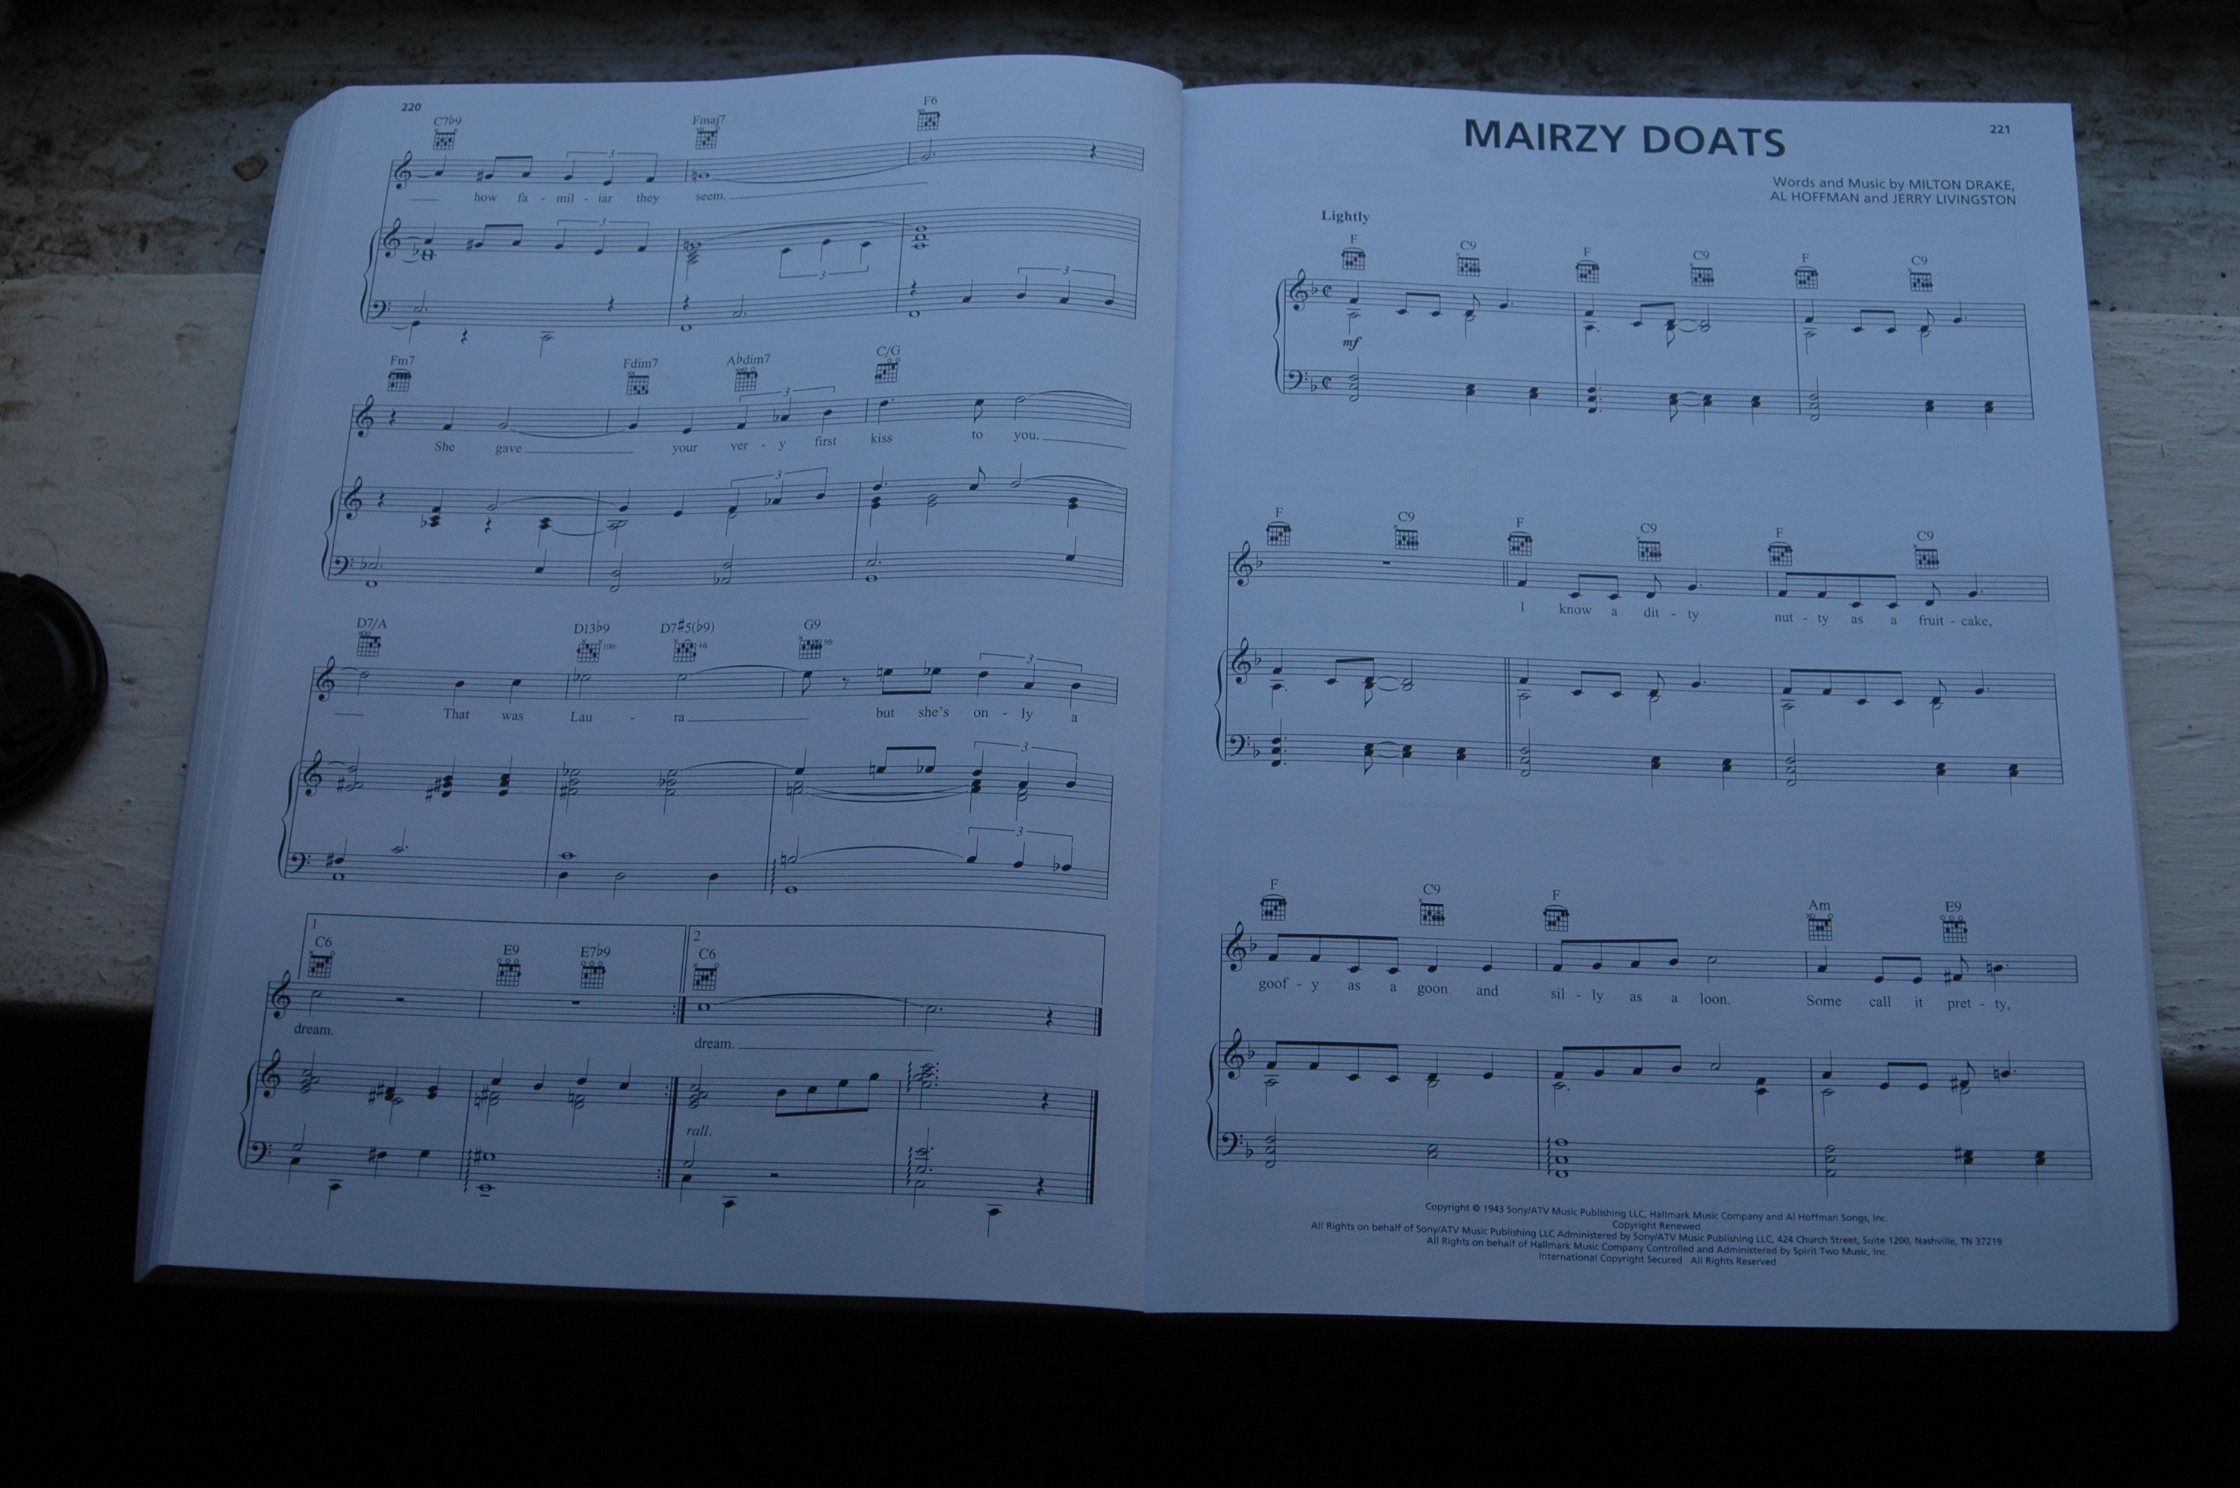 220
C7b9 Fmaj7 F6
3
how fa - mil - iar they seem.
3
3
3
Fm7 Fdim7 Abdim7 C/G
3
She gave your ver - y first kiss to you.
3
D7/A D13b9 D7#5(b9) G9
3
That was Lau - ra but she's on - ly a
3
3
1 2
C6 E9 E7b9 C6
dream. dream.
rall.
MAIRZY DOATS
221
Words and Music by MILTON DRAKE,
AL HOFFMAN and JERRY LIVINGSTON
Lightly
F C9 F C9 F C9
mf
F C9 F C9 F C9
I know a dit - ty nut - ty as a fruit - cake,
F C9 F Am E9
goof - y as a goon and sil - ly as a loon. Some call it pret - ty,
Copyright © 1943 Sony/ATV Music Publishing LLC, Hallmark Music Company and Al Hoffman Songs, Inc.
Copyright Renewed
All Rights on behalf of Sony/ATV Music Publishing LLC Administered by Sony/ATV Music Publishing LLC, 424 Church Street, Suite 1200, Nashville, TN 37219
All Rights on behalf of Hallmark Music Company Controlled and Administered by Spirit Two Music, Inc.
International Copyright Secured All Rights Reserved